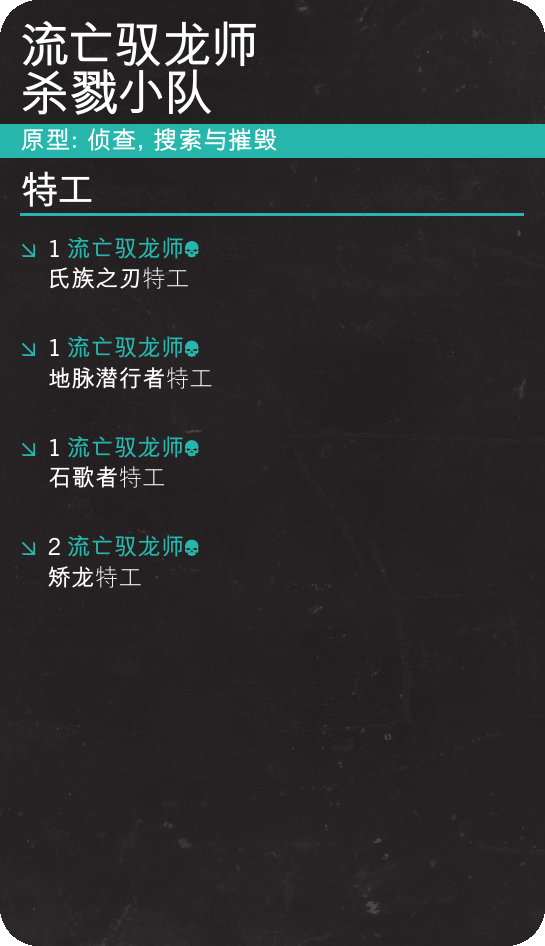 流亡驭龙师
杀戮小队
原型: 侦查, 搜索与摧毁
特工
1 流亡驭龙师
氏族之刃特工
1 流亡驭龙师
地脉潜行者特工
1 流亡驭龙师
石歌者特工
2 流亡驭龙师
矫龙特工